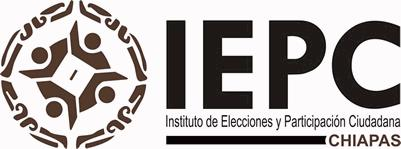 IEPC
Instituto de Elecciones y Participación Ciudadana
CHIAPAS